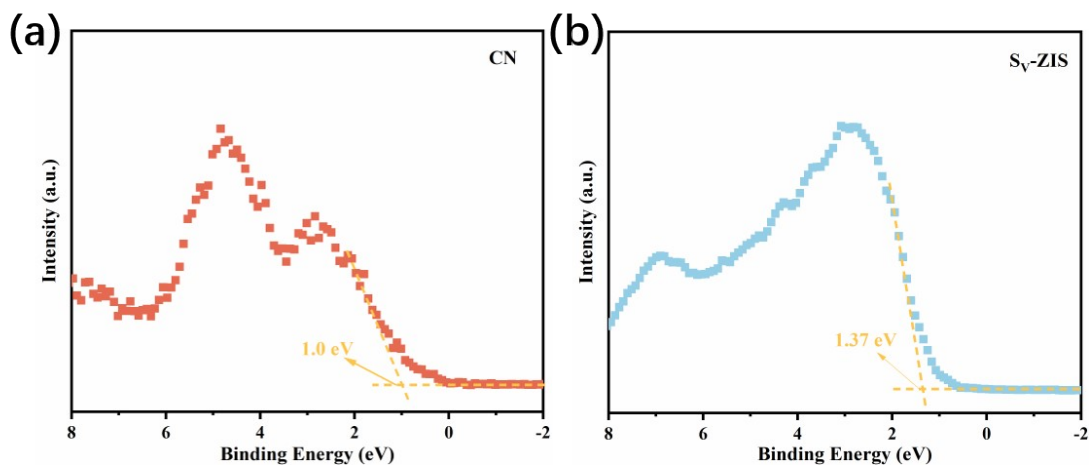 (a)
CN
Intensity (a.u.)
1.0 eV
8 6 4 2 0 -2
Binding Energy (eV)
(b)
S_V-ZIS
Intensity (a.u.)
1.37 eV
8 6 4 2 0 -2
Binding Energy (eV)